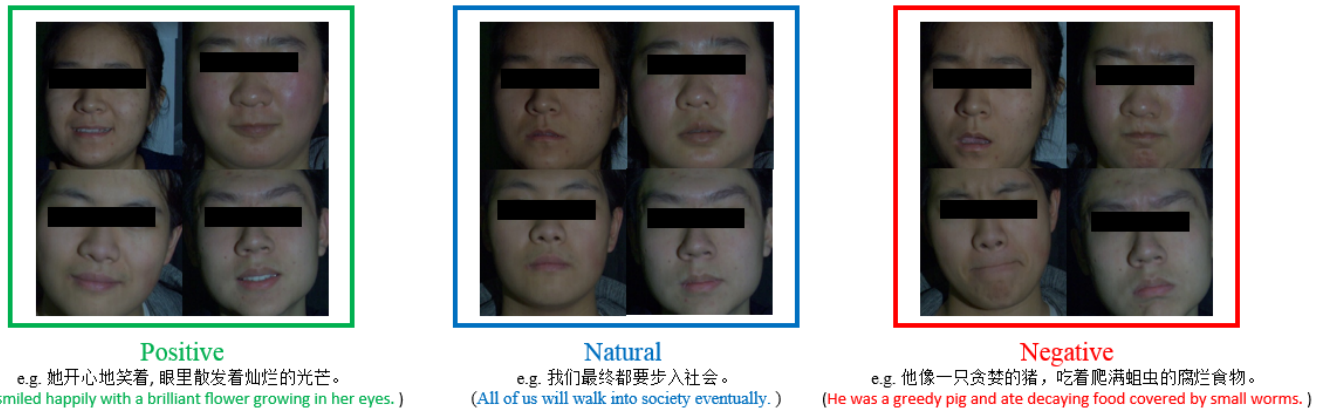 Positive
e.g. 她开心地笑着, 眼里散发着灿烂的光芒。
smiled happily with a brilliant flower growing in her eyes. )
Natural
e.g. 我们最终都要步入社会。
(All of us will walk into society eventually. )
Negative
e.g. 他像一只贪婪的猪，吃着爬满蛆虫的腐烂食物。
(He was a greedy pig and ate decaying food covered by small worms. )